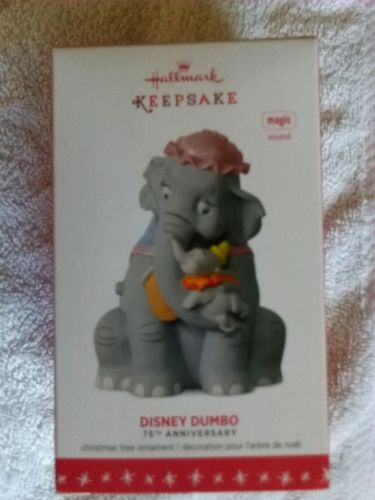 Hallmark
KEEPSAKE
magic
sound
DISNEY DUMBO
75TH ANNIVERSARY
christmas tree ornament | décoration pour l'arbre de noël